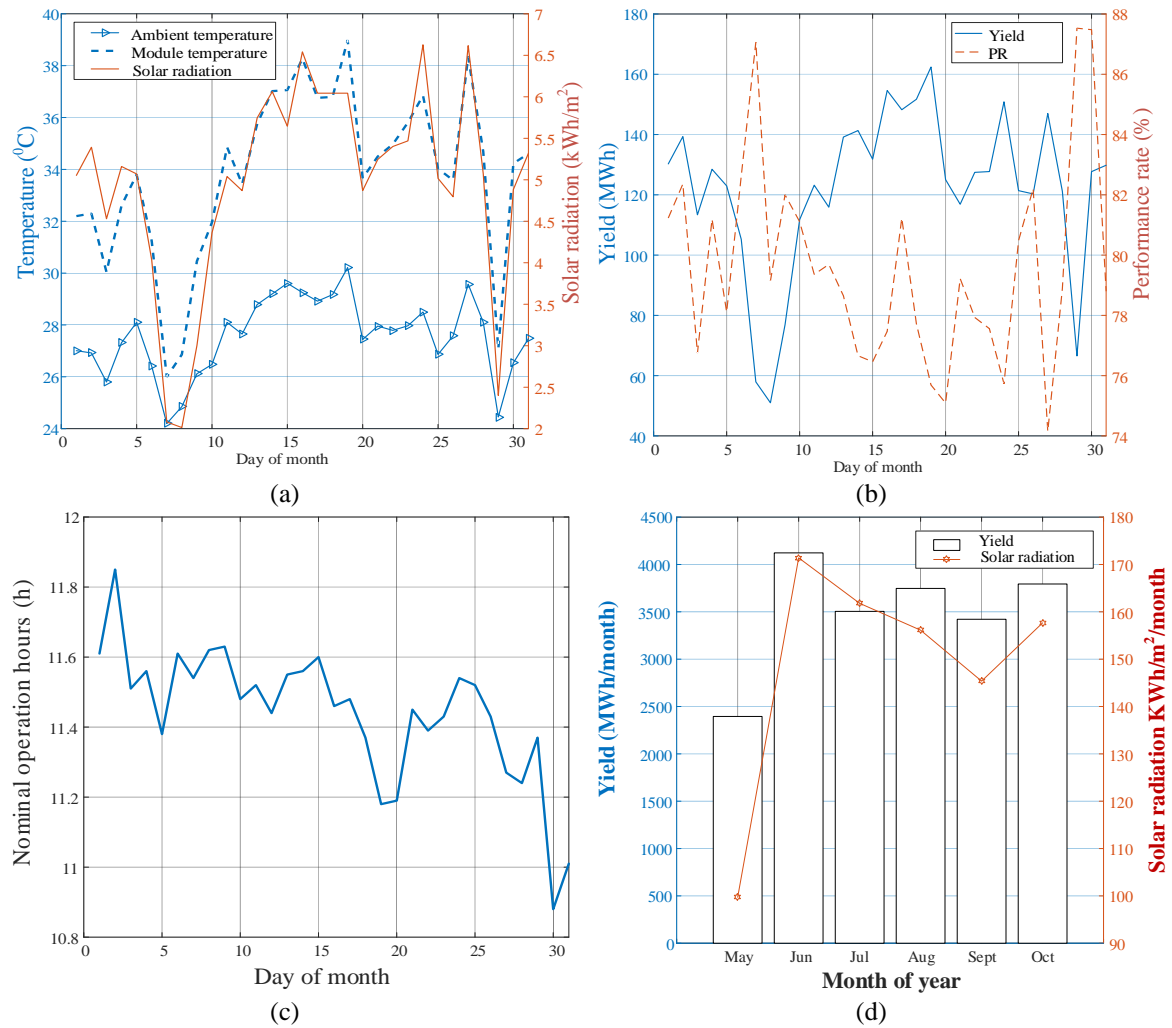 Ambient temperature
Module temperature
Solar radiation
Temperature (⁰C)
40
38
36
34
32
30
28
26
24
0 5 10 15 20 25 30
Day of month
7
6.5
6
5.5
5
4.5
4
3.5
3
2.5
2
Solar radiation (kWh/m²)
(a)
Yield
PR
Yield (MWh)
180
160
140
120
100
80
60
40
0 5 10 15 20 25 30
Day of month
88
86
84
82
80
78
76
74
Performance rate (%)
(b)
Nominal operation hours (h)
12
11.8
11.6
11.4
11.2
11
10.8
0 5 10 15 20 25 30
Day of month
(c)
Yield
Solar radiation
Yield (MWh/month)
4500
4000
3500
3000
2500
2000
1500
1000
500
0
May Jun Jul Aug Sept Oct
Month of year
180
170
160
150
140
130
120
110
100
90
Solar radiation KWh/m²/month
(d)